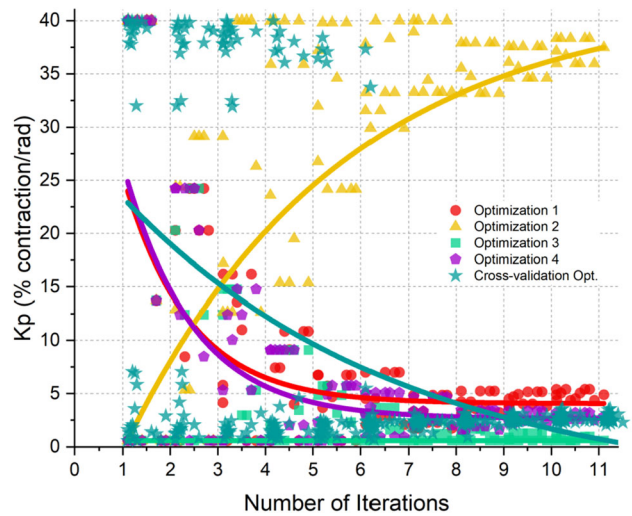 40
35
30
25
20
15
10
5
0
Kp (% contraction/rad)
Optimization 1
Optimization 2
Optimization 3
Optimization 4
Cross-validation Opt.
0 1 2 3 4 5 6 7 8 9 10 11
Number of Iterations